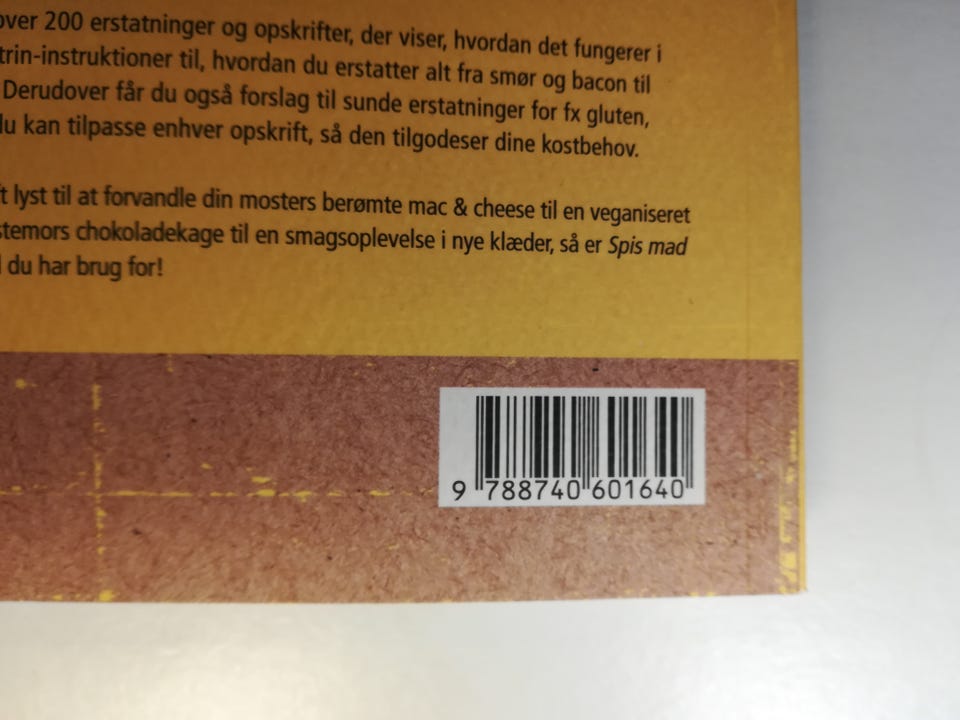 over 200 erstatninger og opskrifter, der viser, hvordan det fungerer i
trin-instruktioner til, hvordan du erstatter alt fra smør og bacon til
Derudover får du også forslag til sunde erstatninger for fx gluten,
du kan tilpasse enhver opskrift, så den tilgodeser dine kostbehov.
lyst til at forvandle din mosters berømte mac & cheese til en veganiseret
stemors chokoladekage til en smagsoplevelse i nye klæder, så er Spis mad
du har brug for!
9 788740 601640